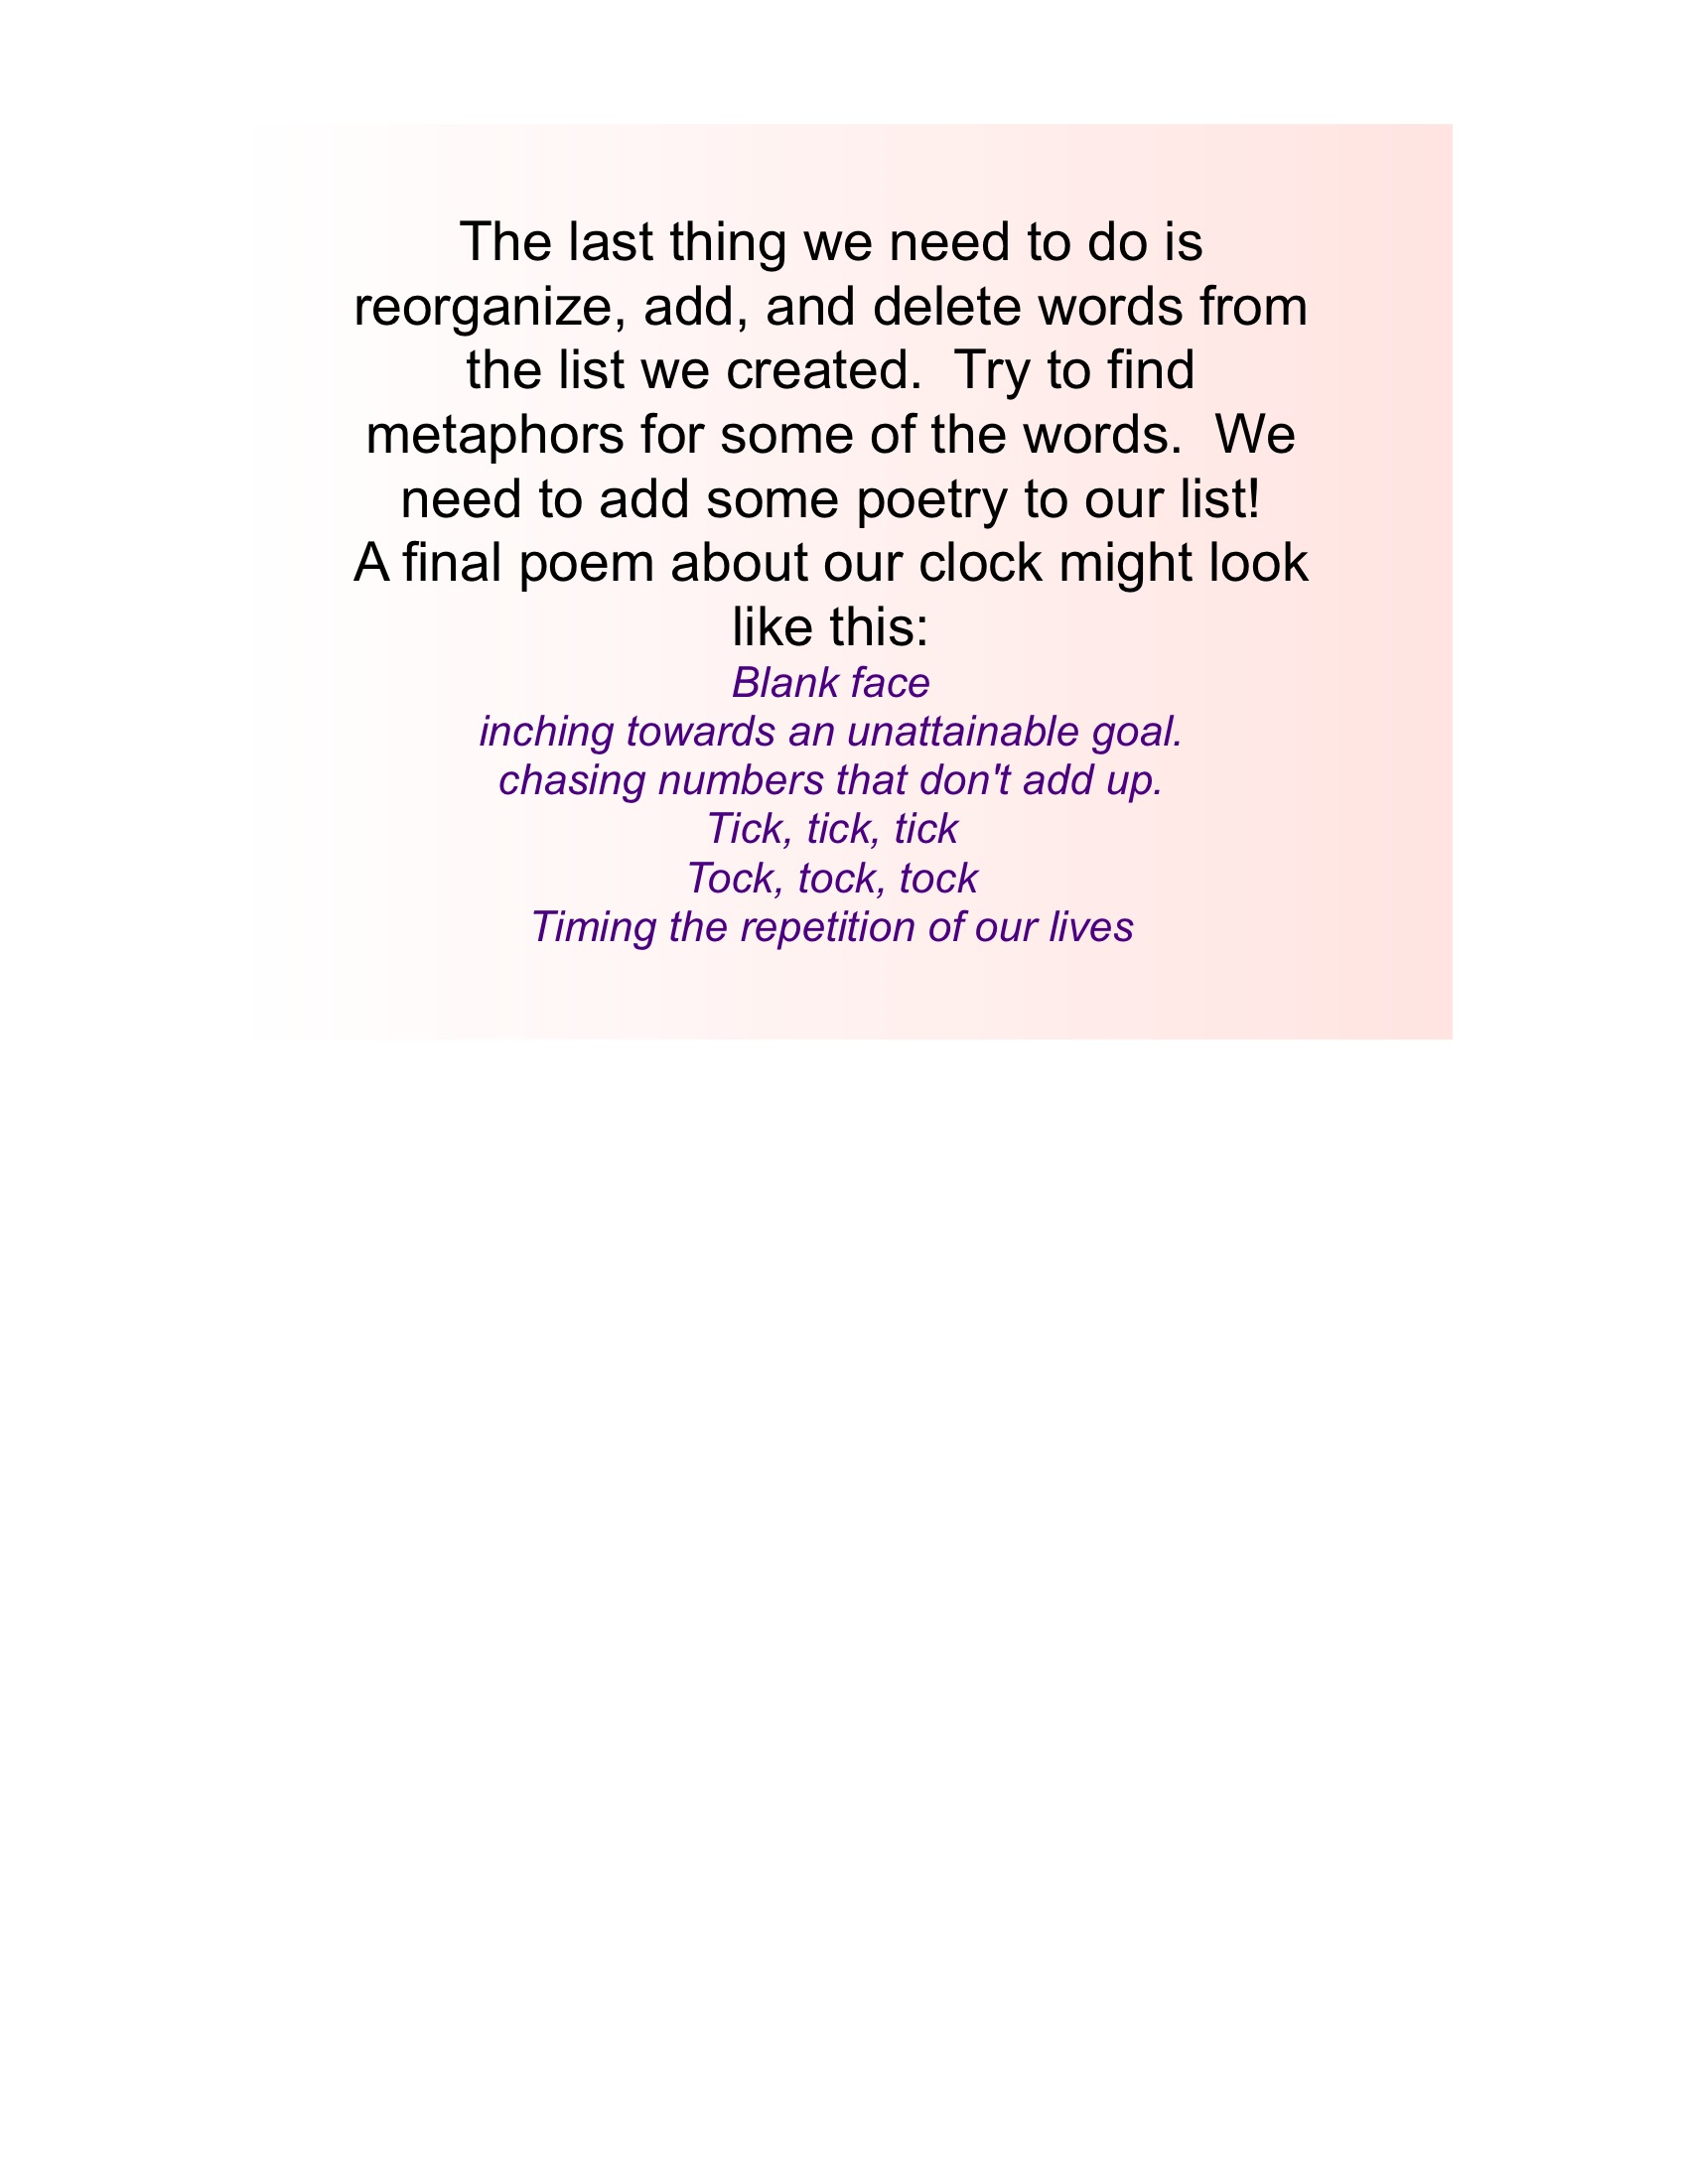 The last thing we need to do is
reorganize, add, and delete words from
the list we created.  Try to find
metaphors for some of the words.  We
need to add some poetry to our list!
A final poem about our clock might look
like this:
Blank face
inching towards an unattainable goal.
chasing numbers that don't add up.
Tick, tick, tick
Tock, tock, tock
Timing the repetition of our lives